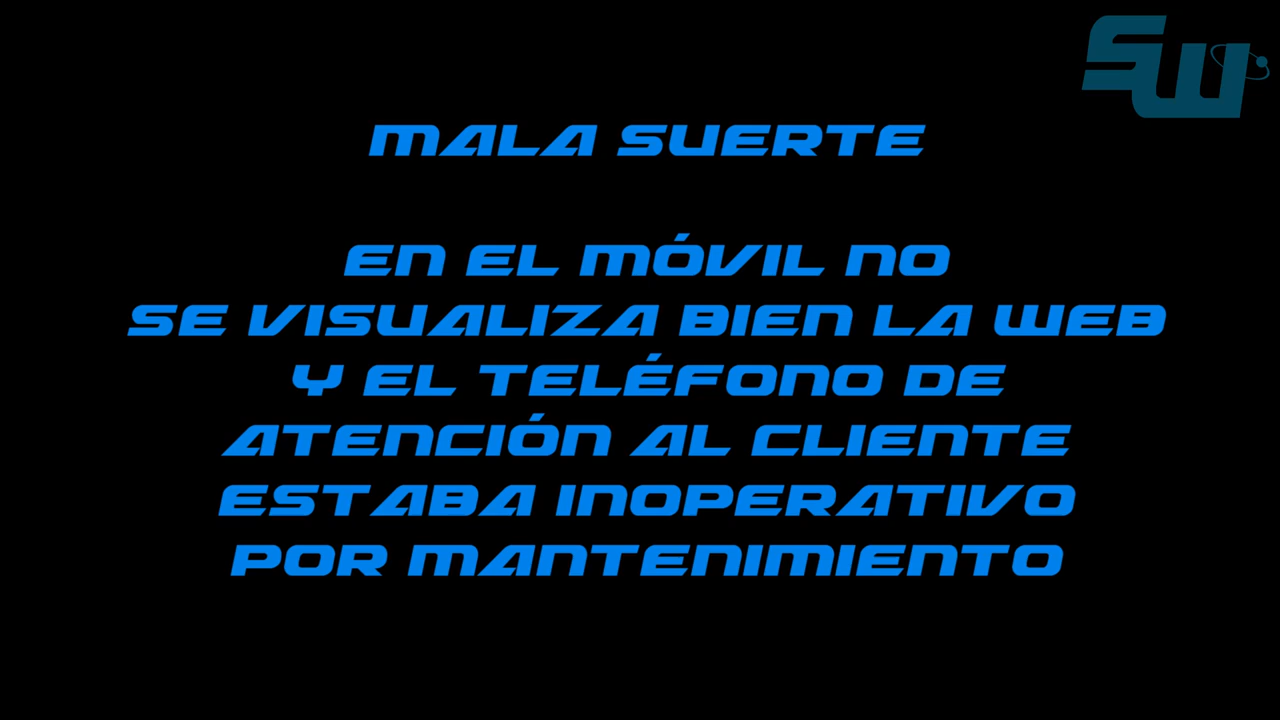 SW
MALA SUERTE
EN EL MÓVIL NO
SE VISUALIZA BIEN LA WEB
Y EL TELÉFONO DE
ATENCIÓN AL CLIENTE
ESTABA INOPERATIVO
POR MANTENIMIENTO